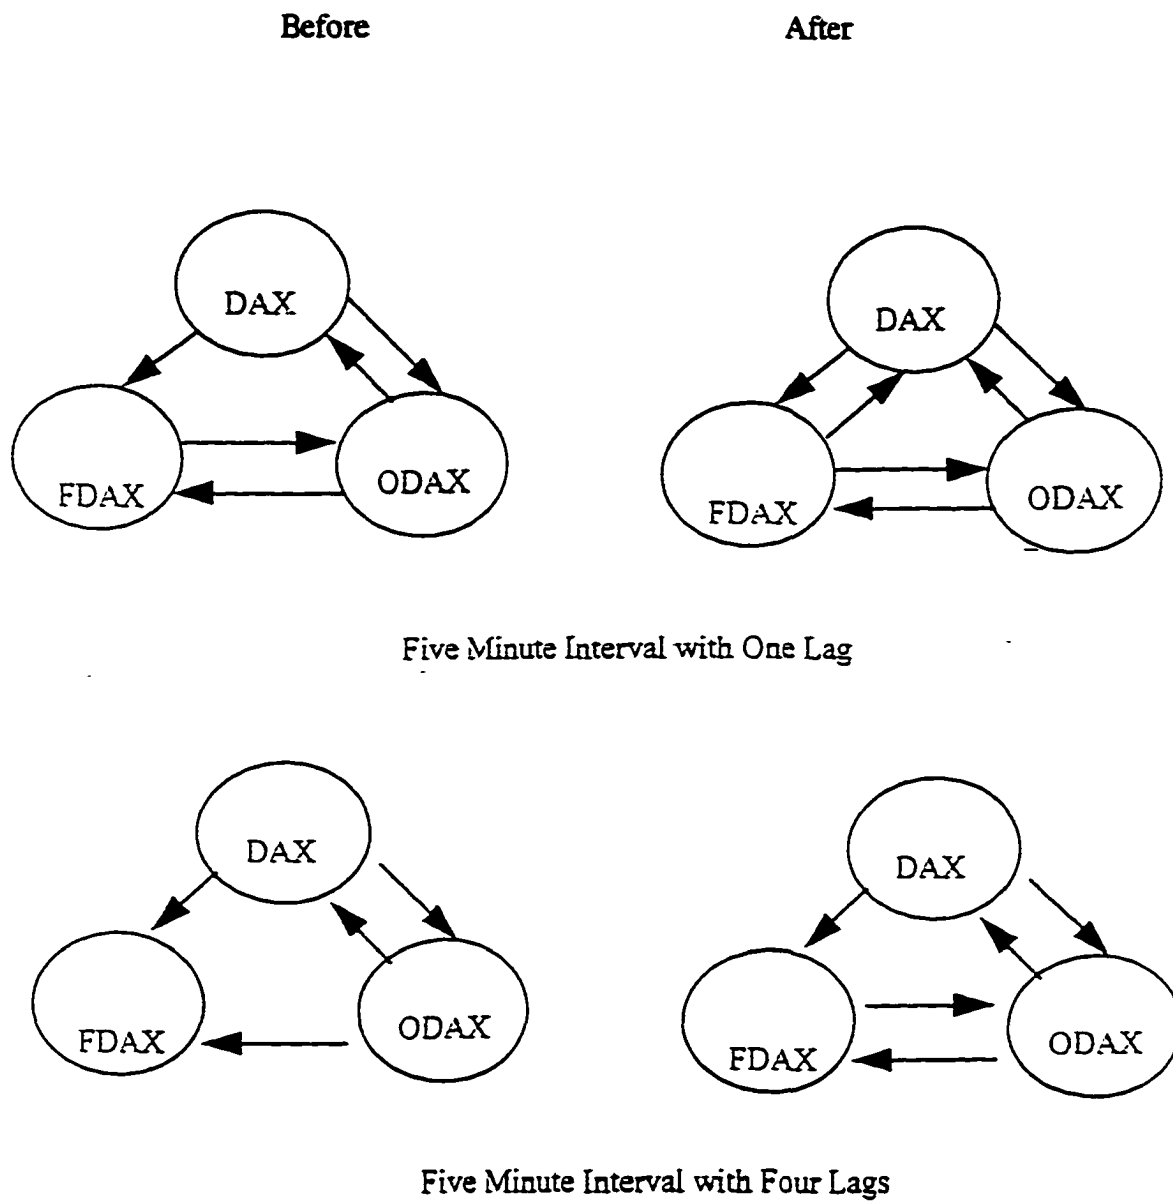 Before After
DAX
DAX
FDAX ODAX
FDAX ODAX
Five Minute Interval with One Lag
DAX
DAX
FDAX ODAX
FDAX ODAX
Five Minute Interval with Four Lags